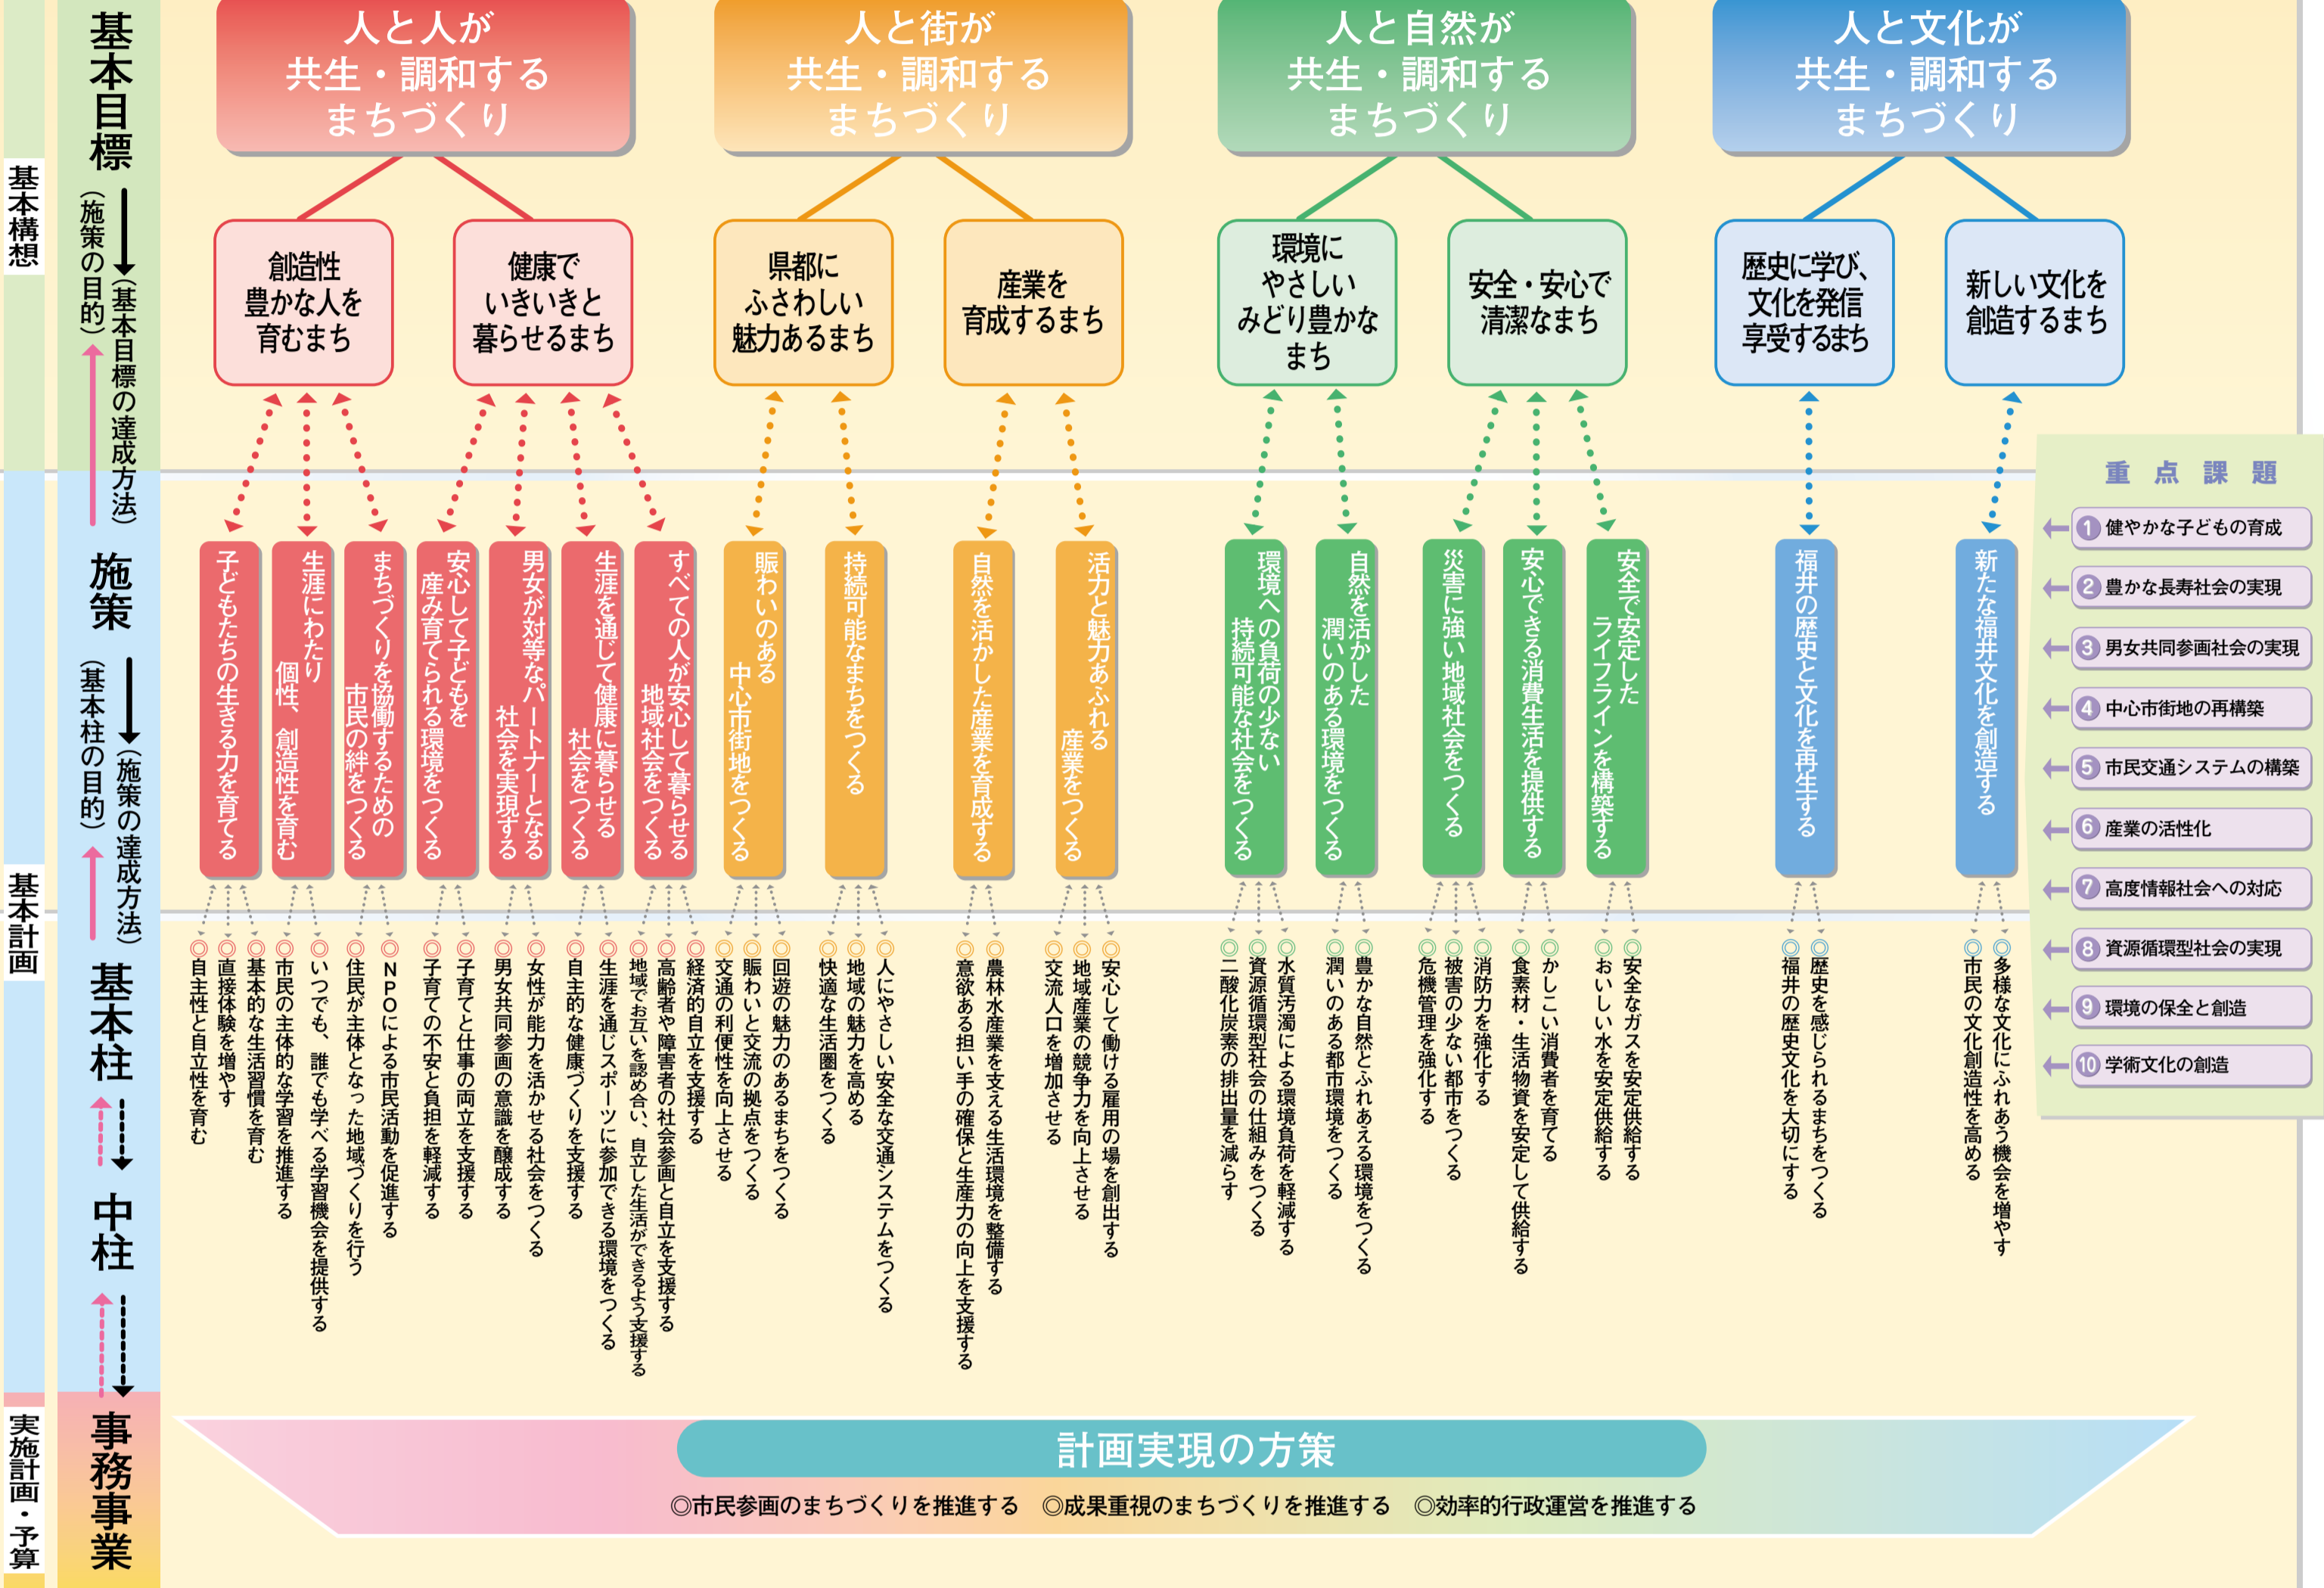 基本構想
基本計画
実施計画・予算
基本目標
（基本目標の達成方法）
（施策の目的）
施策
（施策の達成方法）
（基本柱の目的）
基本柱
中柱
事務事業
人と人が
共生・調和する
まちづくり
人と街が
共生・調和する
まちづくり
人と自然が
共生・調和する
まちづくり
人と文化が
共生・調和する
まちづくり
創造性
豊かな人を
育むまち
健康で
いきいきと
暮らせるまち
県都に
ふさわしい
魅力あるまち
産業を
育成するまち
環境に
やさしい
みどり豊かな
まち
安全・安心で
清潔なまち
歴史に学び、
文化を発信
享受するまち
新しい文化を
創造するまち
子どもたちの生きる力を育てる
生涯にわたり
個性、創造性を育む
まちづくりを協働するための
市民の絆をつくる
安心して子どもを
産み育てられる環境をつくる
男女が対等なパートナーとなる
社会を実現する
生涯を通じて健康に暮らせる
社会をつくる
すべての人が安心して暮らせる
地域社会をつくる
賑わいのある
中心市街地をつくる
持続可能なまちをつくる
自然を活かした産業を育成する
活力と魅力あふれる
産業をつくる
環境への負荷の少ない
持続可能な社会をつくる
自然を活かした
潤いのある環境をつくる
災害に強い地域社会をつくる
安心できる消費生活を提供する
安全で安定した
ライフラインを構築する
福井の歴史と文化を再生する
新たな福井文化を創造する
◎自主性と自立性を育む
◎直接体験を増やす
◎基本的な生活習慣を育む
◎市民の主体的な学習を推進する
◎いつでも、誰でも学べる学習機会を提供する
◎住民が主体となった地域づくりを行う
◎ＮＰＯによる市民活動を促進する
◎子育ての不安と負担を軽減する
◎子育てと仕事の両立を支援する
◎男女共同参画の意識を醸成する
◎女性が能力を活かせる社会をつくる
◎自主的な健康づくりを支援する
◎生涯を通じスポーツに参加できる環境をつくる
◎地域でお互いを認め合い、自立した生活ができるよう支援する
◎高齢者や障害者の社会参画と自立を支援する
◎経済的自立を支援する
◎交通の利便性を向上させる
◎賑わいと交流の拠点をつくる
◎回遊の魅力のあるまちをつくる
◎快適な生活圏をつくる
◎地域の魅力を高める
◎人にやさしい安全な交通システムをつくる
◎意欲ある担い手の確保と生産力の向上を支援する
◎農林水産業を支える生活環境を整備する
◎交流人口を増加させる
◎地域産業の競争力を向上させる
◎安心して働ける雇用の場を創出する
◎二酸化炭素の排出量を減らす
◎資源循環型社会の仕組みをつくる
◎水質汚濁による環境負荷を軽減する
◎潤いのある都市環境をつくる
◎豊かな自然とふれあえる環境をつくる
◎危機管理を強化する
◎被害の少ない都市をつくる
◎消防力を強化する
◎食素材・生活物資を安定して供給する
◎かしこい消費者を育てる
◎おいしい水を安定供給する
◎安全なガスを安定供給する
◎福井の歴史文化を大切にする
◎歴史を感じられるまちをつくる
◎市民の文化創造性を高める
◎多様な文化にふれあう機会を増やす
重点課題
1 健やかな子どもの育成
2 豊かな長寿社会の実現
3 男女共同参画社会の実現
4 中心市街地の再構築
5 市民交通システムの構築
6 産業の活性化
7 高度情報社会への対応
8 資源循環型社会の実現
9 環境の保全と創造
10 学術文化の創造
計画実現の方策
◎市民参画のまちづくりを推進する ◎成果重視のまちづくりを推進する ◎効率的行政運営を推進する